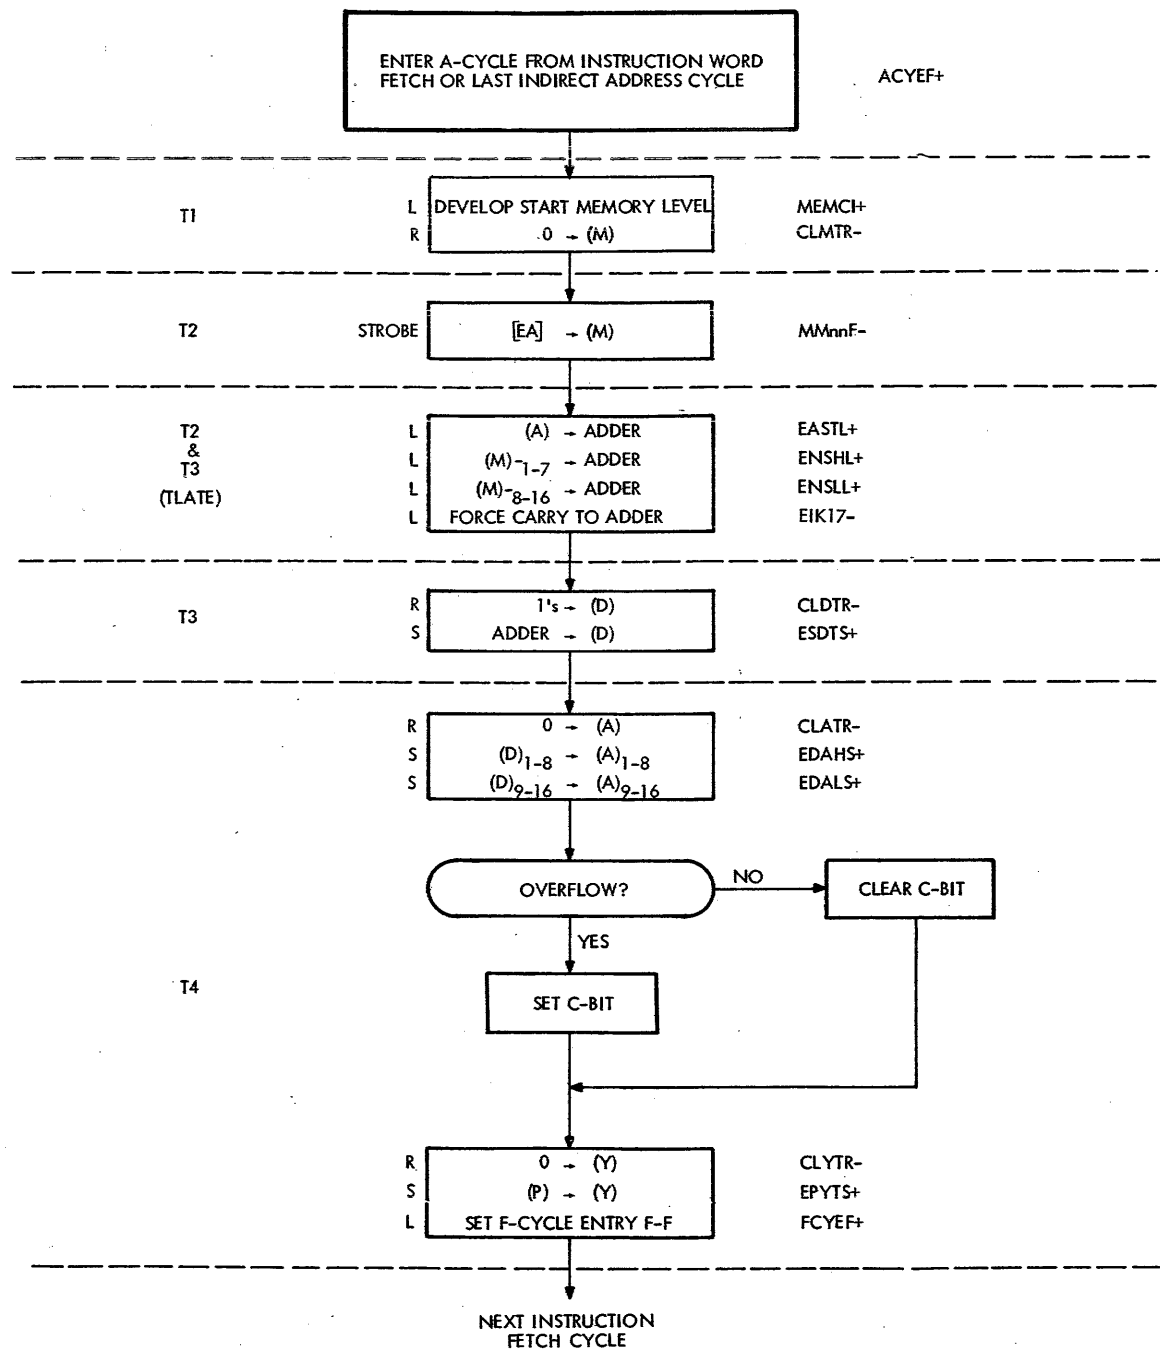 ENTER A-CYCLE FROM INSTRUCTION WORD
FETCH OR LAST INDIRECT ADDRESS CYCLE
ACYEF+
T1
L DEVELOP START MEMORY LEVEL MEMCI+
R 0 → (M) CLMTR-
T2 STROBE [EA] → (M) MMnnF-
T2
&
T3
(TLATE)
L (A) → ADDER EASTL+
L (M)-1-7 → ADDER ENSHL+
L (M)-8-16 → ADDER ENSLL+
L FORCE CARRY TO ADDER EIK17-
T3
R 1's → (D) CLDTR-
S ADDER → (D) ESDTS+
R 0 → (A) CLATR-
S (D)1-8 → (A)1-8 EDAHS+
S (D)9-16 → (A)9-16 EDALS+
OVERFLOW?
NO
CLEAR C-BIT
YES
T4
SET C-BIT
R 0 → (Y) CLYTR-
S (P) → (Y) EPYTS+
L SET F-CYCLE ENTRY F-F FCYEF+
NEXT INSTRUCTION
FETCH CYCLE